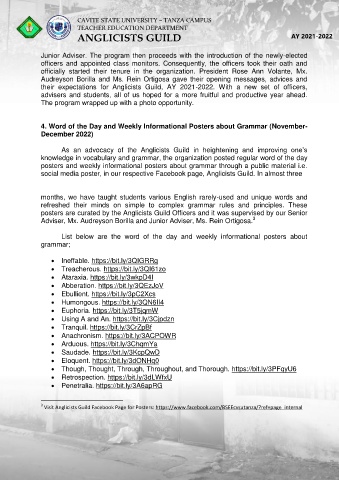 CAVITE STATE UNIVERSITY – TANZA CAMPUS
TEACHER EDUCATION DEPARTMENT
ANGLICISTS GUILD
AY 2021-2022
Junior Adviser. The program then proceeds with the introduction of the newly-elected
officers and appointed class monitors. Consequently, the officers took their oath and
officially started their tenure in the organization. President Rose Ann Volante, Mx.
Audreyson Borilla and Ms. Rein Ortigosa gave their opening messages, advices and
their expectations for Anglicists Guild, AY 2021-2022. With a new set of officers,
advisers and students, all of us hoped for a more fruitful and productive year ahead.
The program wrapped up with a photo opportunity.
4. Word of the Day and Weekly Informational Posters about Grammar (November-
December 2022)
As an advocacy of the Anglicists Guild in heightening and improving one's
knowledge in vocabulary and grammar, the organization posted regular word of the day
posters and weekly informational posters about grammar through a public material i.e.
social media poster, in our respective Facebook page, Anglicists Guild. In almost three
months, we have taught students various English rarely-used and unique words and
refreshed their minds on simple to complex grammar rules and principles. These
posters are curated by the Anglicists Guild Officers and it was supervised by our Senior
Adviser, Mx. Audreyson Borilla and Junior Adviser, Ms. Rein Ortigosa.³
List below are the word of the day and weekly informational posters about
grammar;
• Ineffable. https://bit.ly/3QIGRRg
• Treacherous. https://bit.ly/3QI61zo
• Ataraxia. https://bit.ly/3wkpD4I
• Abberation. https://bit.ly/3QEzJoV
• Ebullient. https://bit.ly/3pC2Xcs
• Humongous. https://bit.ly/3QN6II4
• Euphoria. https://bit.ly/3T5jqmW
• Using A and An. https://bit.ly/3Cjpdzn
• Tranquil. https://bit.ly/3CrZpBf
• Anachronism. https://bit.ly/3ACPOWR
• Arduous. https://bit.ly/3ChqmYa
• Saudade. https://bit.ly/3KcpQwD
• Eloquent. https://bit.ly/3dONHq0
• Though, Thought, Through, Throughout, and Thorough. https://bit.ly/3PFqyU6
• Retrospection. https://bit.ly/3dLWfxU
• Penetralia. https://bit.ly/3A6apRG
³ Visit Anglicists Guild Facebook Page for Posters: https://www.facebook.com/BSEEcvsutanza/?ref=page_internal